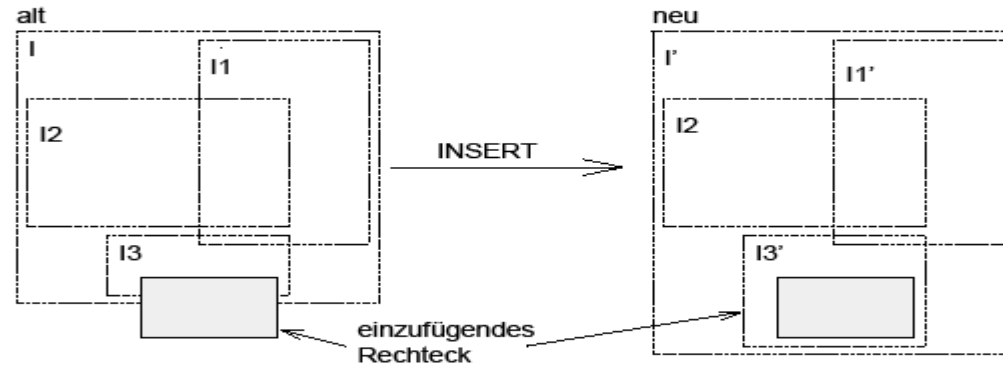 alt
neu
I
I1
I2
I3
INSERT
I'
I1'
I2
I3'
einzufügendes
Rechteck